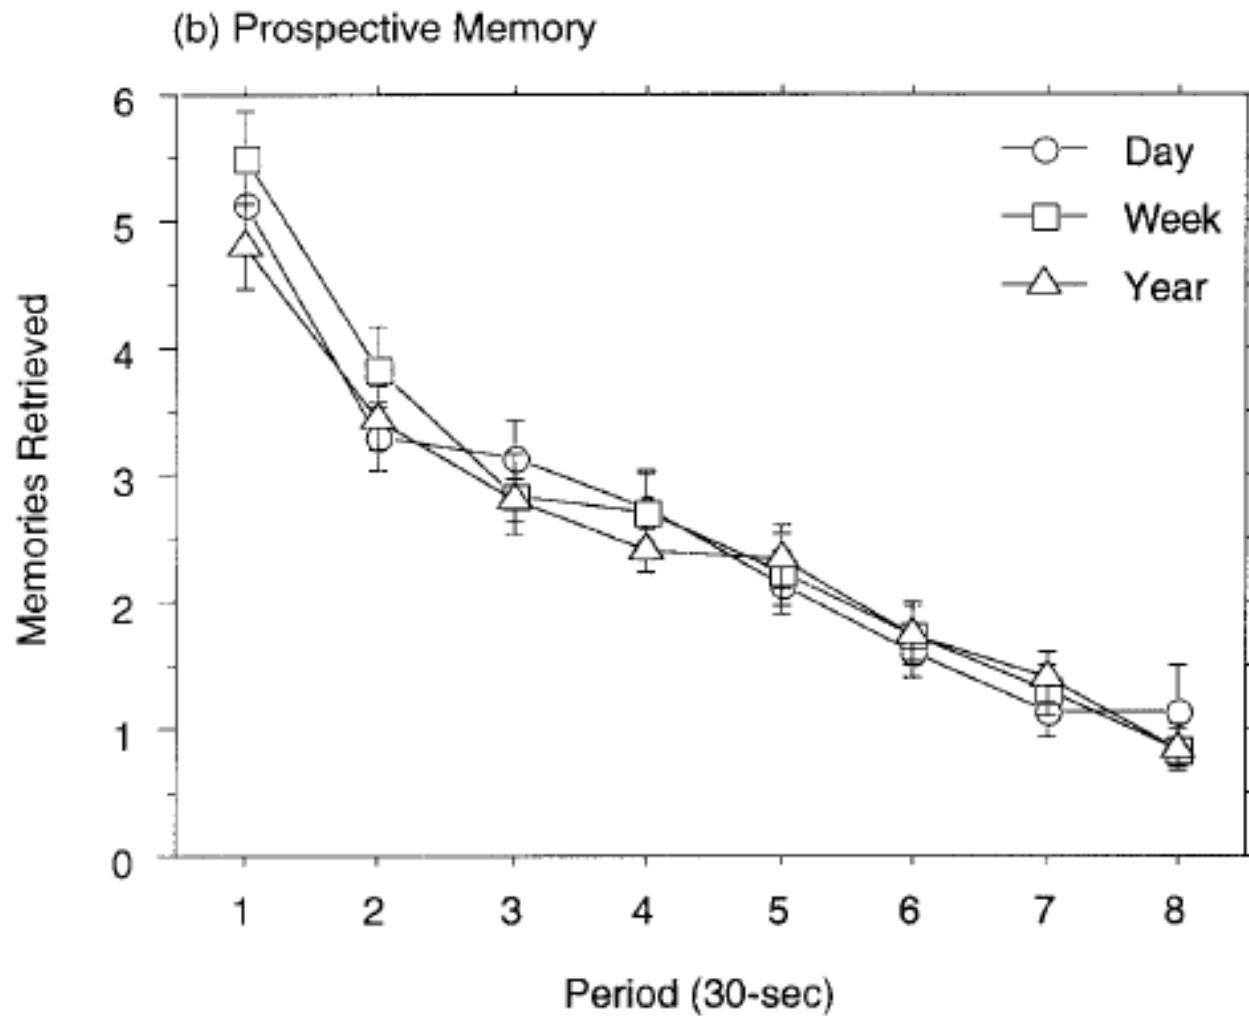 (b) Prospective Memory
6
5
4
3
2
1
0
Memories Retrieved
Day
Week
Year
1 2 3 4 5 6 7 8
Period (30-sec)